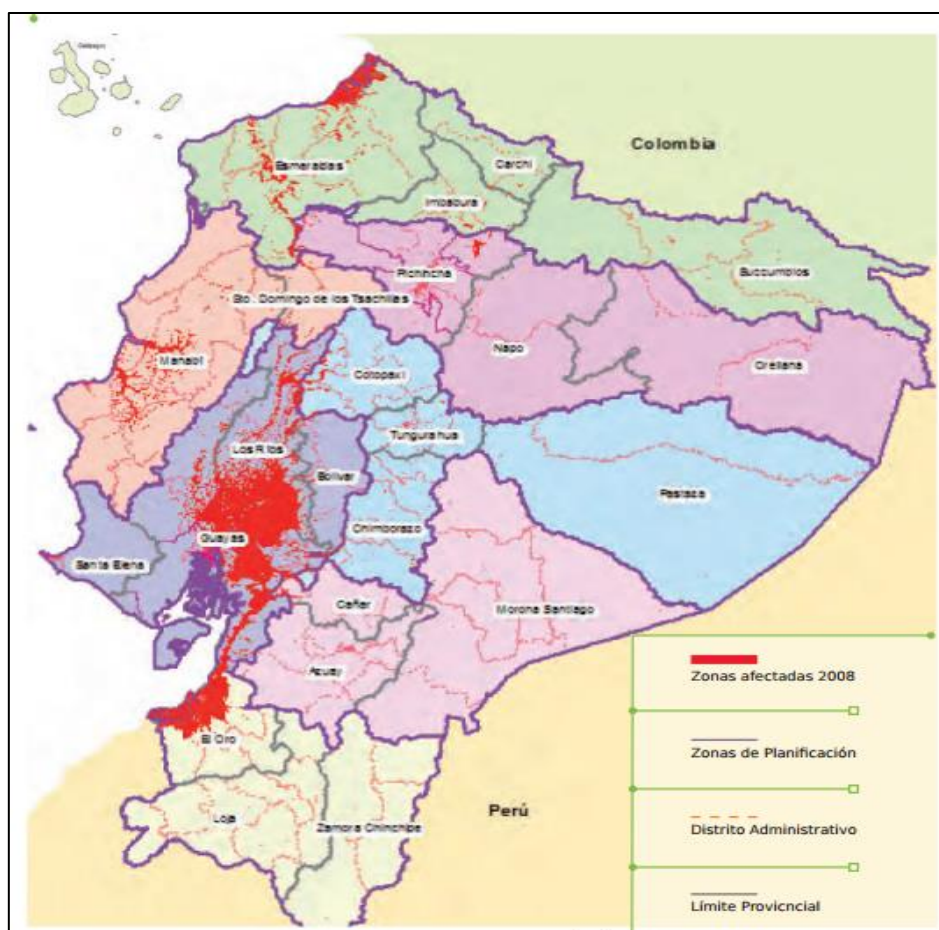 Colombia
Carchi
Esmeraldas
Imbabura
Sucumbios
Pichincha
Sto. Domingo de los Tsachilas
Napo
Orellana
Manabí
Cotopaxi
Tungurahua
Los Ríos
Bolívar
Pastaza
Chimborazo
Guayas
Santa Elena
Cañar
Morona Santiago
Azuay
El Oro
Loja
Zamora Chinchipe
Perú
Zonas afectadas 2008
Zonas de Planificación
Distrito Administrativo
Límite Provicncial